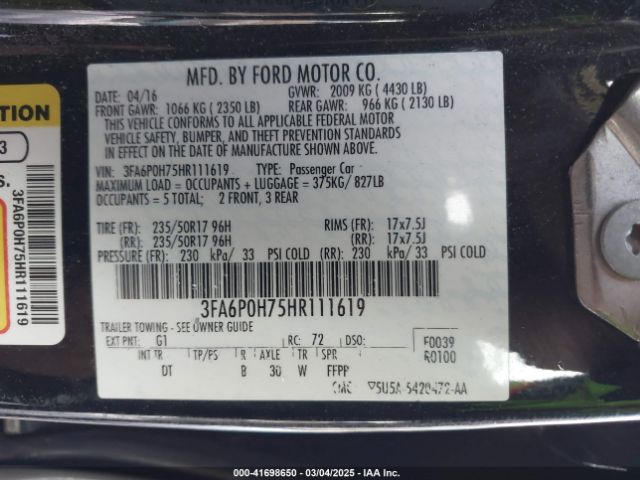 MFD. BY FORD MOTOR CO.
DATE: 04/16 GVWR: 2009 KG ( 4430 LB)
FRONT GAWR: 1066 KG ( 2350 LB) REAR GAWR: 966 KG ( 2130 LB)
THIS VEHICLE CONFORMS TO ALL APPLICABLE FEDERAL MOTOR
VEHICLE SAFETY, BUMPER, AND THEFT PREVENTION STANDARDS
IN EFFECT ON THE DATE OF MANUFACTURE SHOWN ABOVE.
VIN: 3FA6P0H75HR111619 TYPE: Passenger Car
MAXIMUM LOAD = OCCUPANTS + LUGGAGE = 375KG/ 827LB
OCCUPANTS = 5 TOTAL; 2 FRONT, 3 REAR
TIRE (FR): 235/50R17 96H RIMS (FR): 17x7.5J
(RR): 235/50R17 96H (RR): 17x7.5J
PRESSURE (FR): 230 kPa/ 33 PSI COLD (RR): 230 kPa/ 33 PSI COLD
3FA6P0H75HR111619
TRAILER TOWING - SEE OWNER GUIDE
EXT PNT: G1 RC: 72 DSO: F0039
INT TR TP/PS R AXLE TR SPR R0100
DT B 30 W FFPP
5U5A 5420472-AA
TION
3
S.
3FA6P0H75HR111619
000-41698650 | 03/04/2025 - IAA Inc.